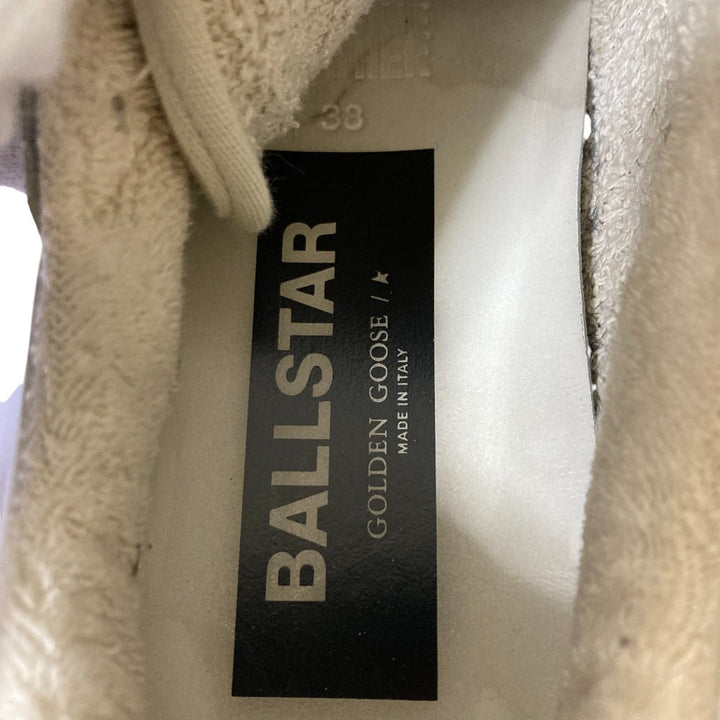 38
BALLSTAR
GOLDEN GOOSE /
MADE IN ITALY